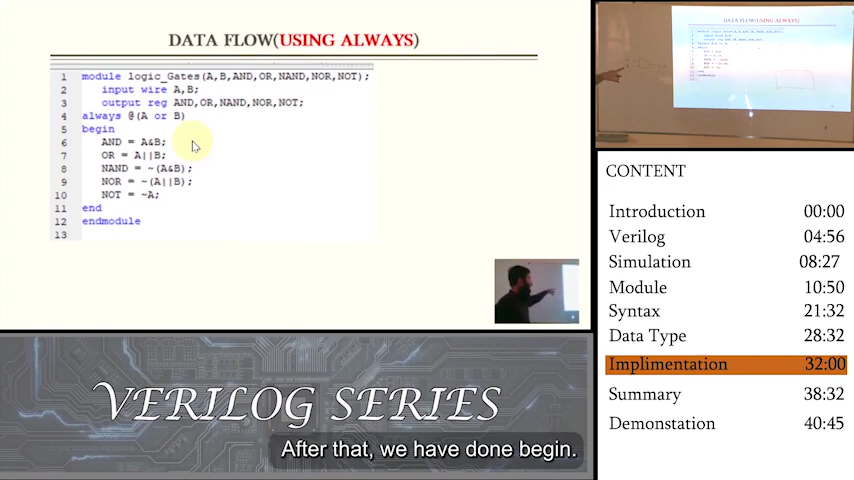 DATA FLOW(USING ALWAYS)
1 module logic_Gates(A,B,AND,OR,NAND,NOR,NOT);
2 input wire A,B;
3 output reg AND,OR,NAND,NOR,NOT;
4 always @(A or B)
5 begin
6 AND = A&B;
7 OR = A||B;
8 NAND = ~(A&B);
9 NOR = ~(A||B);
10 NOT = ~A;
11 end
12 endmodule
13
VERILOG SERIES
After that, we have done begin.
DATA FLOW(USING ALWAYS)
CONTENT
Introduction 00:00
Verilog 04:56
Simulation 08:27
Module 10:50
Syntax 21:32
Data Type 28:32
Implimentation 32:00
Summary 38:32
Demonstation 40:45